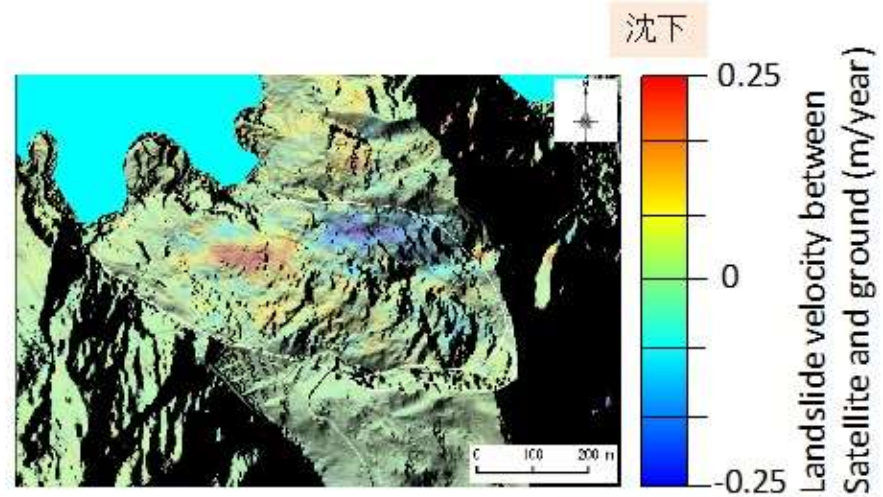 沈下
0.25
0
-0.25
Landslide velocity between
Satellite and ground (m/year)
0 100 200 m